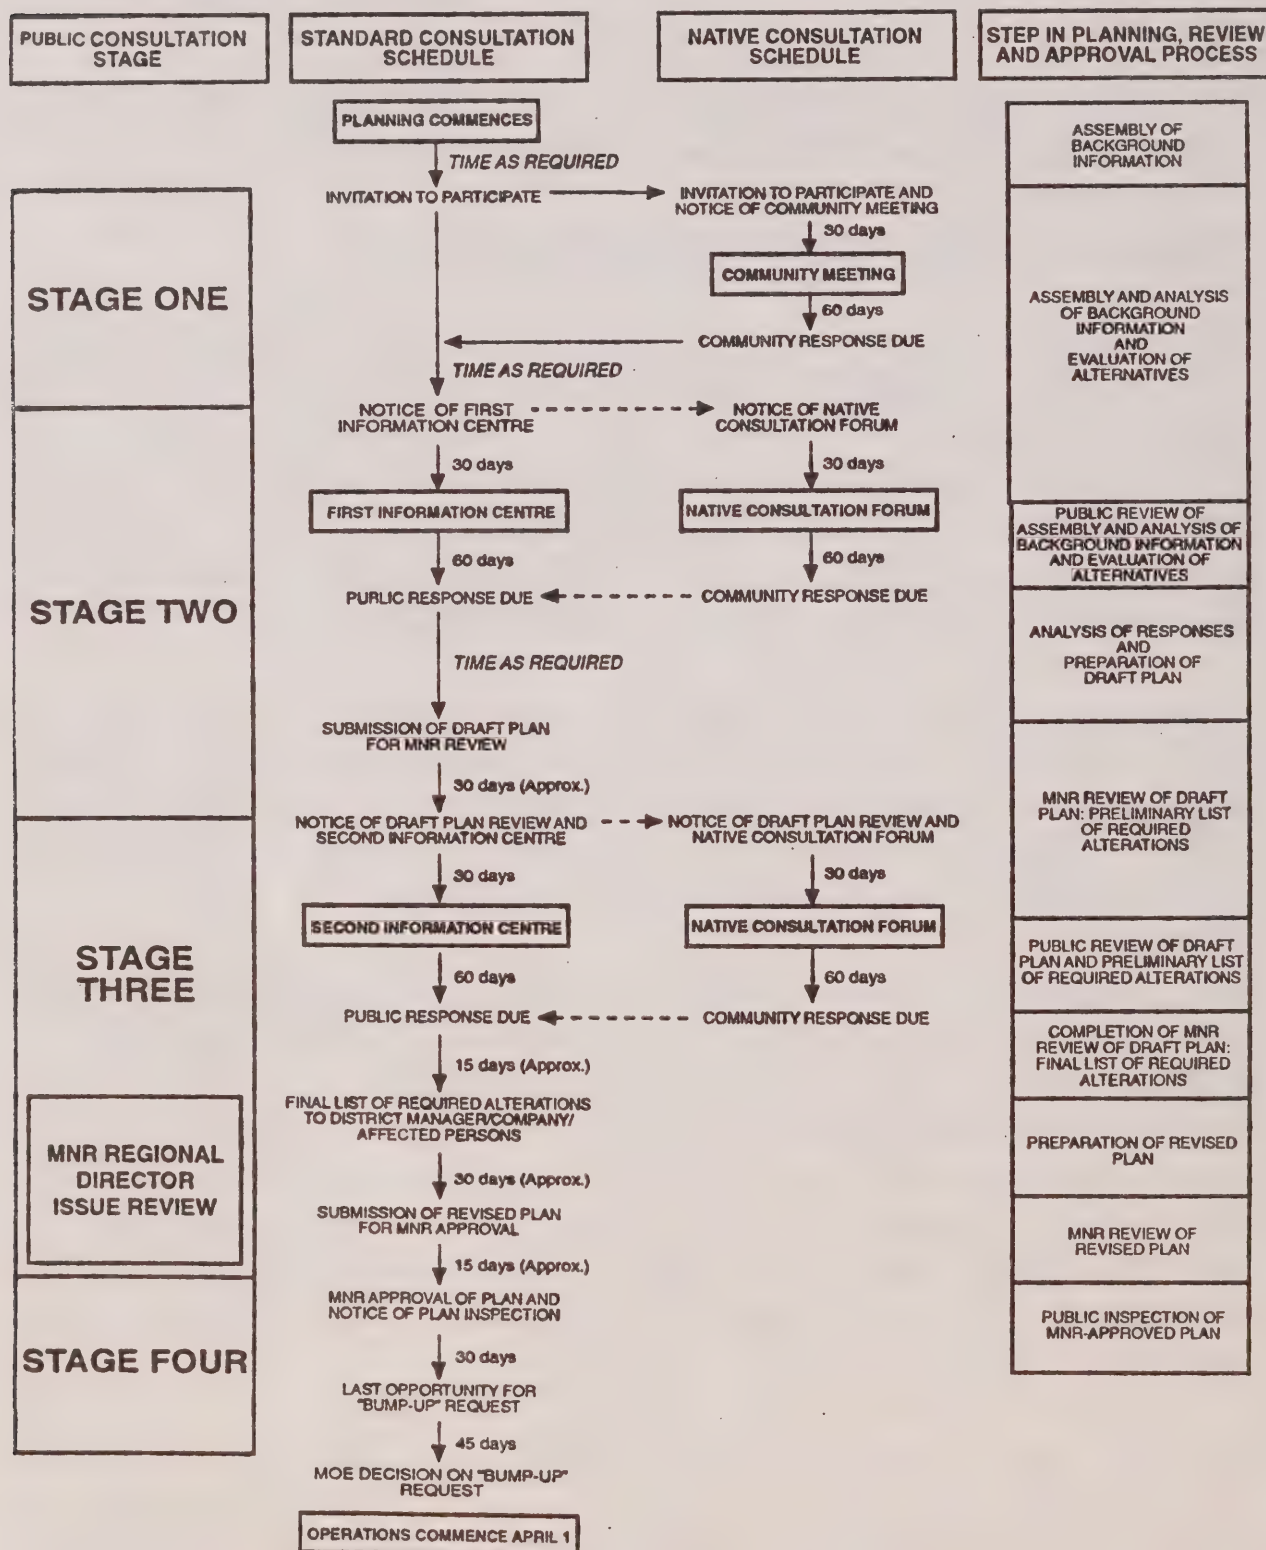 PUBLIC CONSULTATION
STAGE
STANDARD CONSULTATION
SCHEDULE
NATIVE CONSULTATION
SCHEDULE
STEP IN PLANNING, REVIEW
AND APPROVAL PROCESS
PLANNING COMMENCES
TIME AS REQUIRED
ASSEMBLY OF
BACKGROUND
INFORMATION
STAGE ONE
INVITATION TO PARTICIPATE
INVITATION TO PARTICIPATE AND
NOTICE OF COMMUNITY MEETING
30 days
COMMUNITY MEETING
60 days
COMMUNITY RESPONSE DUE
TIME AS REQUIRED
ASSEMBLY AND ANALYSIS
OF BACKGROUND
INFORMATION
AND
EVALUATION OF
ALTERNATIVES
STAGE TWO
NOTICE OF FIRST
INFORMATION CENTRE
NOTICE OF NATIVE
CONSULTATION FORUM
30 days
30 days
FIRST INFORMATION CENTRE
NATIVE CONSULTATION FORUM
PUBLIC REVIEW OF
ASSEMBLY AND ANALYSIS OF
BACKGROUND INFORMATION
AND EVALUATION OF
ALTERNATIVES
60 days
60 days
PUBLIC RESPONSE DUE
COMMUNITY RESPONSE DUE
TIME AS REQUIRED
ANALYSIS OF RESPONSES
AND
PREPARATION OF
DRAFT PLAN
SUBMISSION OF DRAFT PLAN
FOR MNR REVIEW
30 days (Approx.)
MNR REVIEW OF DRAFT
PLAN: PRELIMINARY LIST
OF REQUIRED
ALTERATIONS
STAGE
THREE
NOTICE OF DRAFT PLAN REVIEW AND
SECOND INFORMATION CENTRE
NOTICE OF DRAFT PLAN REVIEW AND
NATIVE CONSULTATION FORUM
30 days
30 days
SECOND INFORMATION CENTRE
NATIVE CONSULTATION FORUM
PUBLIC REVIEW OF DRAFT
PLAN AND PRELIMINARY LIST
OF REQUIRED ALTERATIONS
60 days
60 days
PUBLIC RESPONSE DUE
COMMUNITY RESPONSE DUE
15 days (Approx.)
COMPLETION OF MNR
REVIEW OF DRAFT PLAN:
FINAL LIST OF REQUIRED
ALTERATIONS
MNR REGIONAL
DIRECTOR
ISSUE REVIEW
FINAL LIST OF REQUIRED ALTERATIONS
TO DISTRICT MANAGER/COMPANY/
AFFECTED PERSONS
PREPARATION OF REVISED
PLAN
30 days (Approx.)
SUBMISSION OF REVISED PLAN
FOR MNR APPROVAL
MNR REVIEW OF
REVISED PLAN
15 days (Approx.)
STAGE FOUR
MNR APPROVAL OF PLAN AND
NOTICE OF PLAN INSPECTION
PUBLIC INSPECTION OF
MNR-APPROVED PLAN
30 days
LAST OPPORTUNITY FOR
"BUMP-UP" REQUEST
45 days
MOE DECISION ON "BUMP-UP"
REQUEST
OPERATIONS COMMENCE APRIL 1